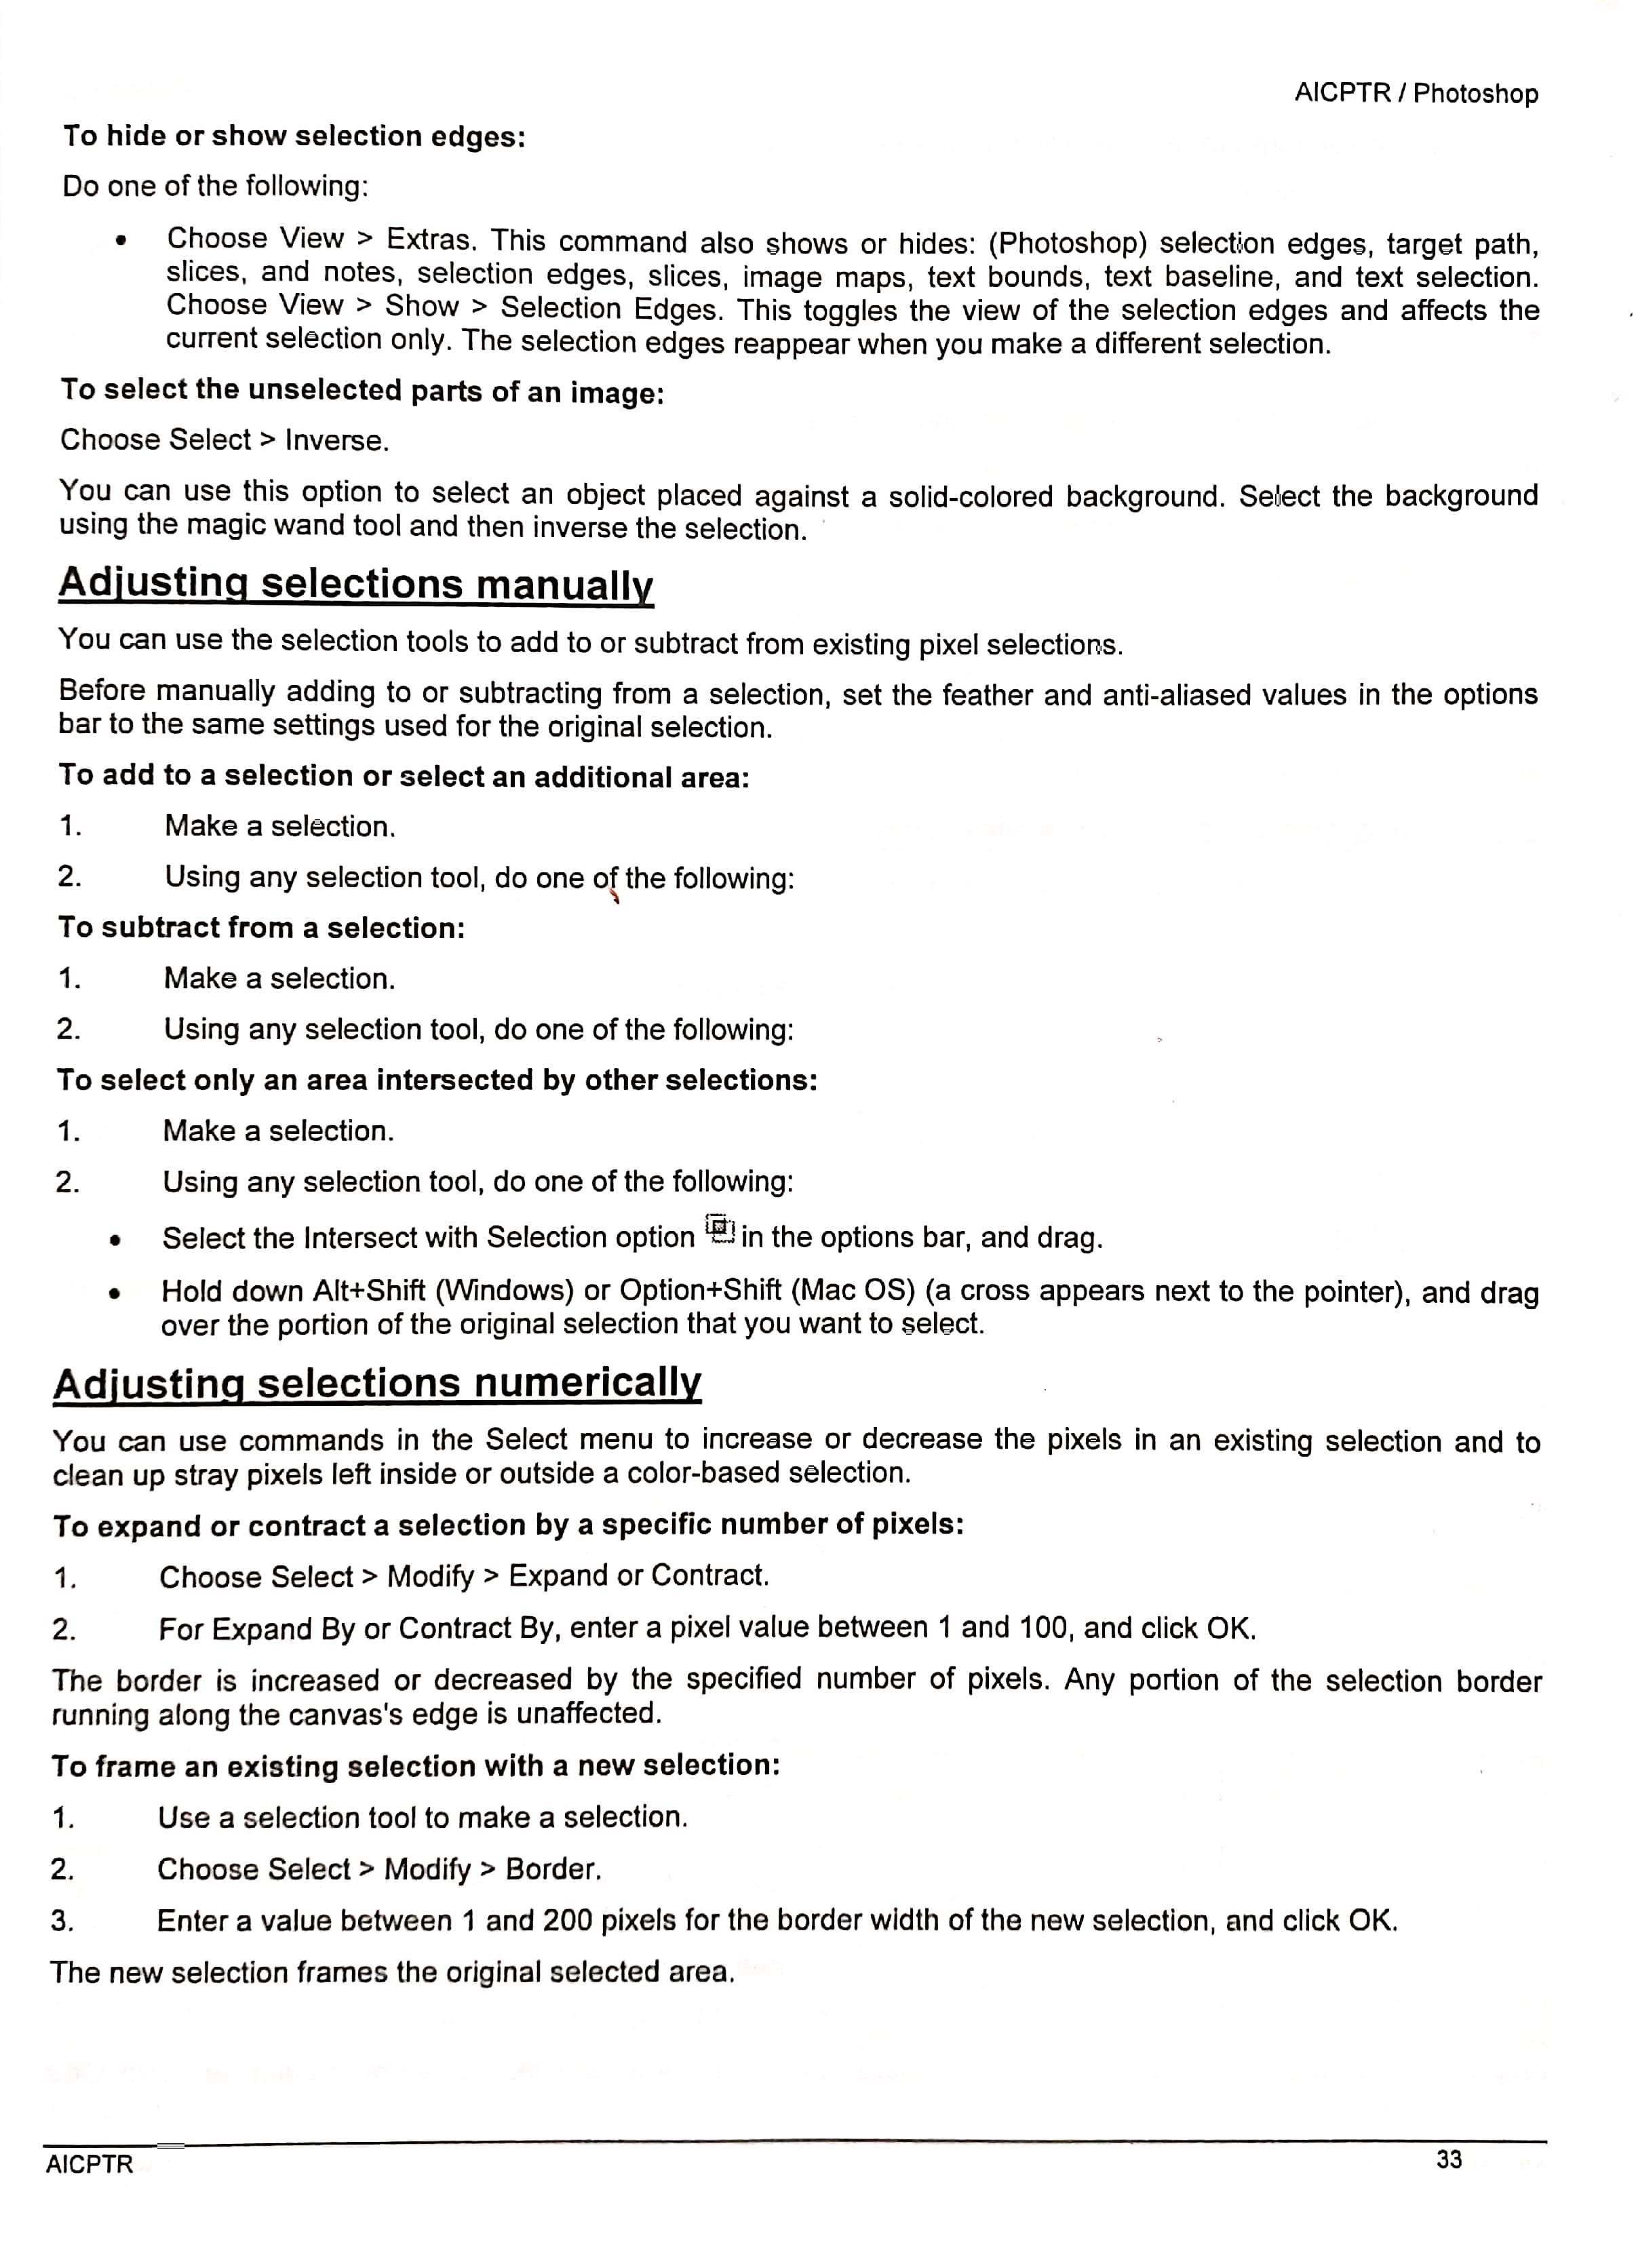 AICPTR / Photoshop
To hide or show selection edges:
Do one of the following:
• Choose View > Extras. This command also shows or hides: (Photoshop) selection edges, target path,
slices, and notes, selection edges, slices, image maps, text bounds, text baseline, and text selection.
Choose View > Show > Selection Edges. This toggles the view of the selection edges and affects the
current selection only. The selection edges reappear when you make a different selection.
To select the unselected parts of an image:
Choose Select > Inverse.
You can use this option to select an object placed against a solid-colored background. Select the background
using the magic wand tool and then inverse the selection.
Adjusting selections manually
You can use the selection tools to add to or subtract from existing pixel selections.
Before manually adding to or subtracting from a selection, set the feather and anti-aliased values in the options
bar to the same settings used for the original selection.
To add to a selection or select an additional area:
1. Make a selection.
2. Using any selection tool, do one of the following:
To subtract from a selection:
1. Make a selection.
2. Using any selection tool, do one of the following:
To select only an area intersected by other selections:
1. Make a selection.
2. Using any selection tool, do one of the following:
• Select the Intersect with Selection option in the options bar, and drag.
• Hold down Alt+Shift (Windows) or Option+Shift (Mac OS) (a cross appears next to the pointer), and drag
over the portion of the original selection that you want to select.
Adjusting selections numerically
You can use commands in the Select menu to increase or decrease the pixels in an existing selection and to
clean up stray pixels left inside or outside a color-based selection.
To expand or contract a selection by a specific number of pixels:
1. Choose Select > Modify > Expand or Contract.
2. For Expand By or Contract By, enter a pixel value between 1 and 100, and click OK.
The border is increased or decreased by the specified number of pixels. Any portion of the selection border
running along the canvas's edge is unaffected.
To frame an existing selection with a new selection:
1. Use a selection tool to make a selection.
2. Choose Select > Modify > Border.
3. Enter a value between 1 and 200 pixels for the border width of the new selection, and click OK.
The new selection frames the original selected area.
AICPTR 33